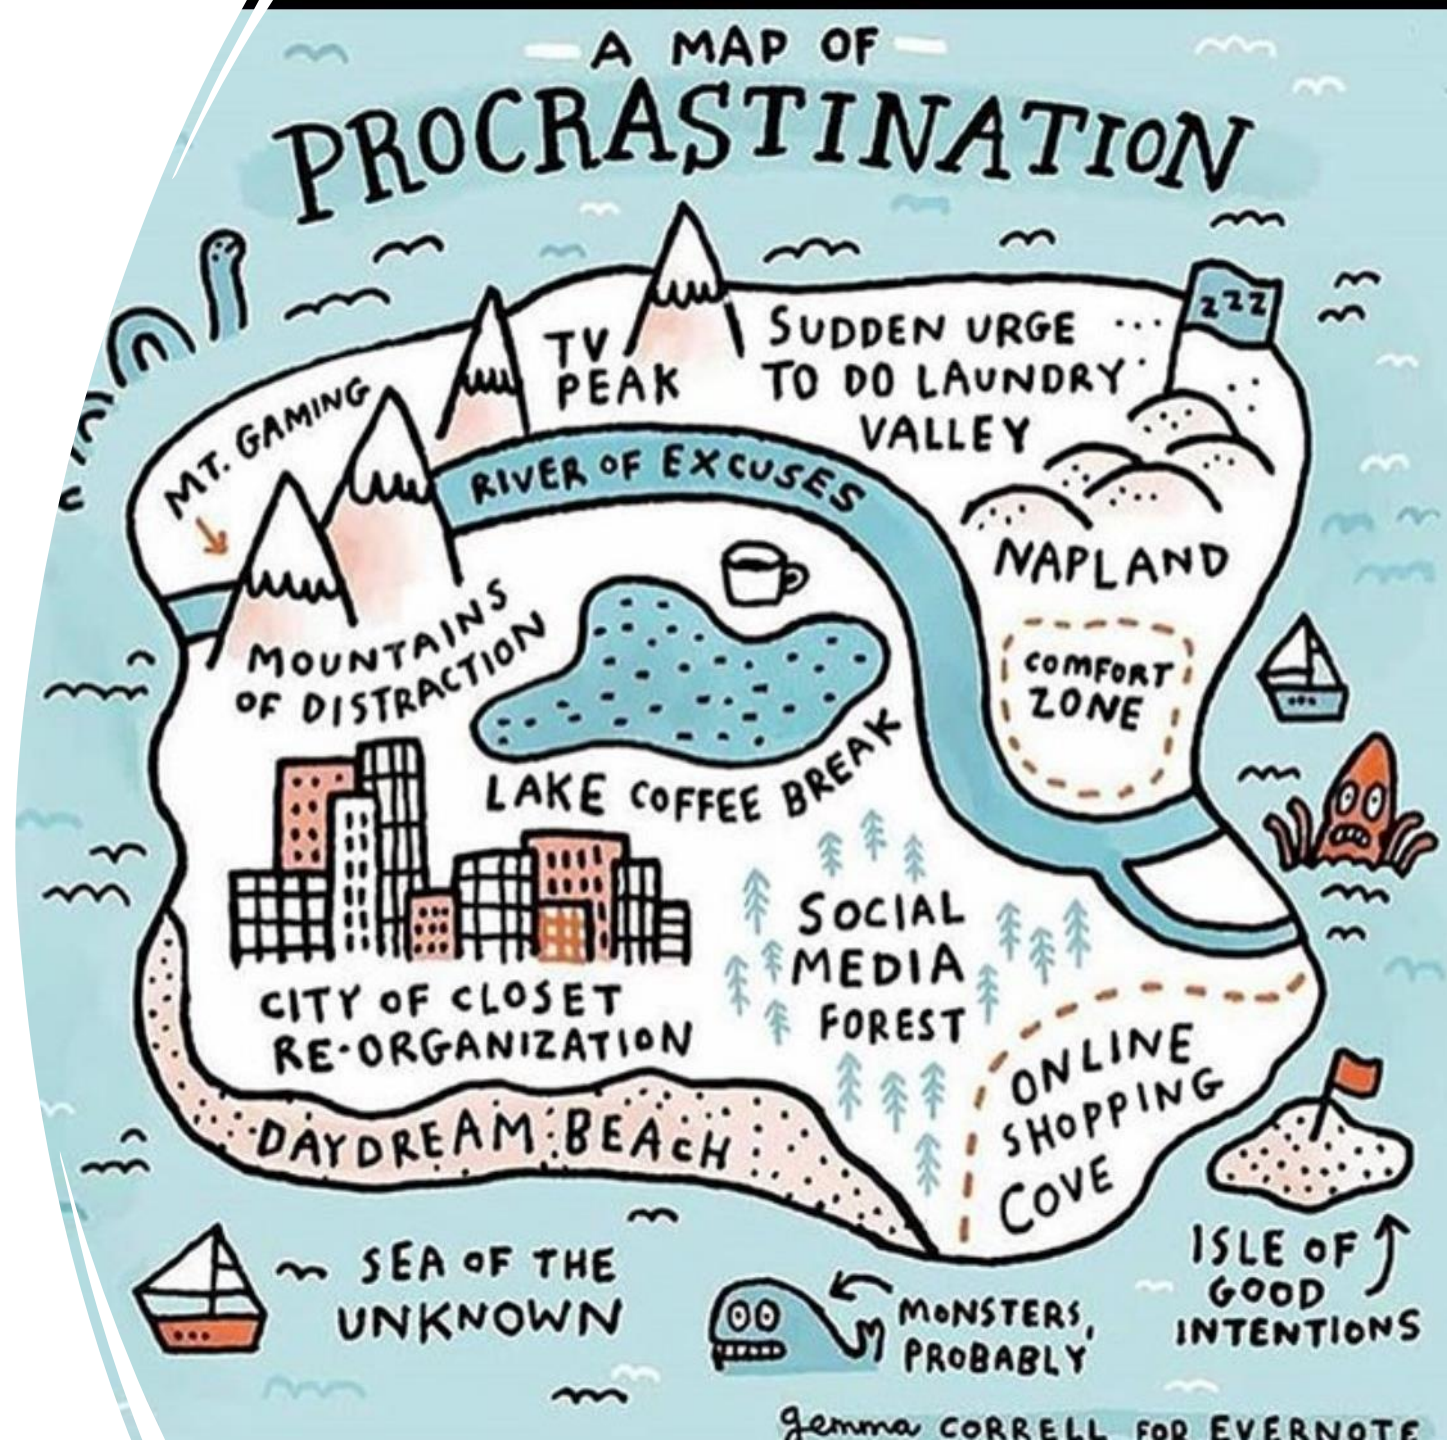 A MAP OF
PROCRASTINATION
MT. GAMING
TV
PEAK
SUDDEN URGE
TO DO LAUNDRY
VALLEY
zzz
RIVER OF EXCUSES
NAPLAND
COMFORT
ZONE
MOUNTAINS
OF DISTRACTION
LAKE COFFEE BREAK
CITY OF CLOSET
RE-ORGANIZATION
SOCIAL
MEDIA
FOREST
ONLINE
SHOPPING
COVE
DAYDREAM BEACH
SEA OF THE
UNKNOWN
MONSTERS,
PROBABLY
ISLE OF
GOOD
INTENTIONS
gemma CORRELL FOR EVERNOTE